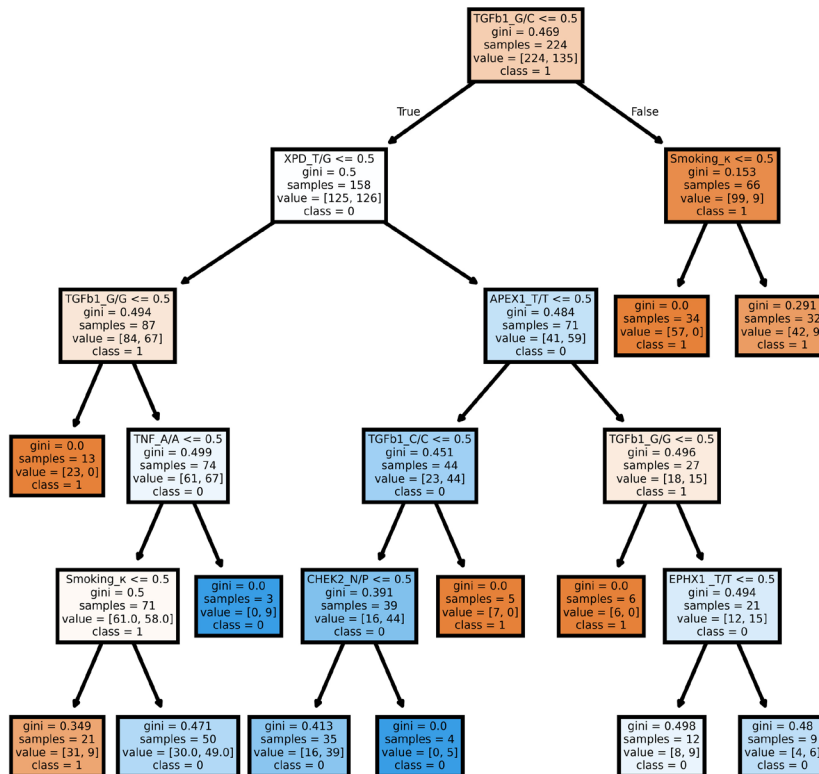 TGFb1_G/C <= 0.5
gini = 0.469
samples = 224
value = [224, 135]
class = 1
True
False
XPD_T/G <= 0.5
gini = 0.5
samples = 158
value = [125, 126]
class = 0
Smoking_к <= 0.5
gini = 0.153
samples = 66
value = [99, 9]
class = 1
TGFb1_G/G <= 0.5
gini = 0.494
samples = 87
value = [84, 67]
class = 1
APEX1_T/T <= 0.5
gini = 0.484
samples = 71
value = [41, 59]
class = 0
gini = 0.0
samples = 34
value = [57, 0]
class = 1
gini = 0.291
samples = 32
value = [42, 9]
class = 1
gini = 0.0
samples = 13
value = [23, 0]
class = 1
TNF_A/A <= 0.5
gini = 0.499
samples = 74
value = [61, 67]
class = 0
TGFb1_C/C <= 0.5
gini = 0.451
samples = 44
value = [23, 44]
class = 0
TGFb1_G/G <= 0.5
gini = 0.496
samples = 27
value = [18, 15]
class = 1
Smoking_к <= 0.5
gini = 0.5
samples = 71
value = [61.0, 58.0]
class = 1
gini = 0.0
samples = 3
value = [0, 9]
class = 0
CHEK2_N/P <= 0.5
gini = 0.391
samples = 39
value = [16, 44]
class = 0
gini = 0.0
samples = 5
value = [7, 0]
class = 1
gini = 0.0
samples = 6
value = [6, 0]
class = 1
EPHX1 _T/T <= 0.5
gini = 0.494
samples = 21
value = [12, 15]
class = 0
gini = 0.349
samples = 21
value = [31, 9]
class = 1
gini = 0.471
samples = 50
value = [30.0, 49.0]
class = 0
gini = 0.413
samples = 35
value = [16, 39]
class = 0
gini = 0.0
samples = 4
value = [0, 5]
class = 0
gini = 0.498
samples = 12
value = [8, 9]
class = 0
gini = 0.48
samples = 9
value = [4, 6]
class = 0